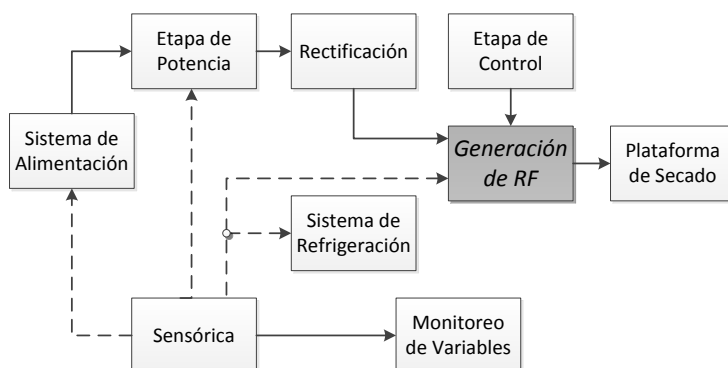 Etapa de
Potencia
Rectificación
Etapa de
Control
Sistema de
Alimentación
Generación
de RF
Plataforma
de Secado
Sistema de
Refrigeración
Sensórica
Monitoreo
de Variables